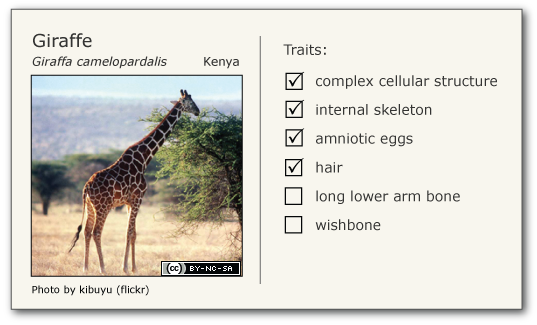 Giraffe
Giraffa camelopardalis Kenya
BY-NC-SA
cc
Photo by kibuyu (flickr)
Traits:
complex cellular structure
internal skeleton
amniotic eggs
hair
long lower arm bone
wishbone